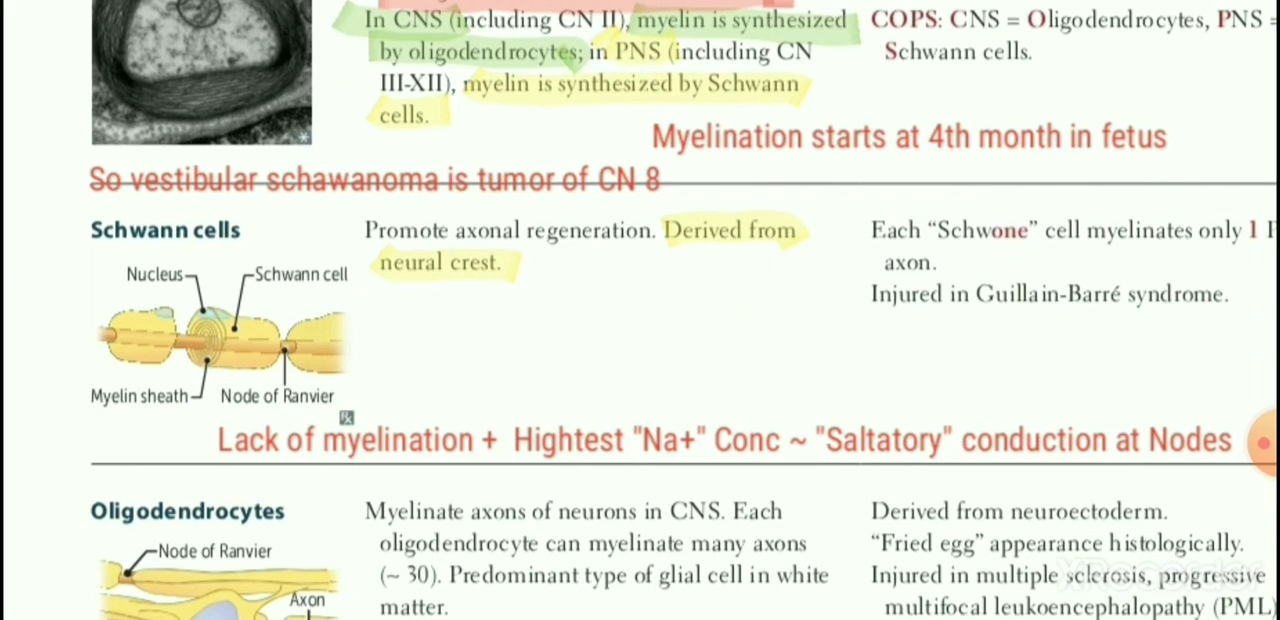 In CNS (including CN II), myelin is synthesized
by oligodendrocytes; in PNS (including CN
III-XII), myelin is synthesized by Schwann
cells.
COPS: CNS = Oligodendrocytes, PNS =
Schwann cells.
Myelination starts at 4th month in fetus
So vestibular schawanoma is tumor of CN 8
Schwann cells
Promote axonal regeneration. Derived from
neural crest.
Each “Schwone” cell myelinates only 1
axon.
Injured in Guillain-Barré syndrome.
Nucleus
Schwann cell
Myelin sheath
Node of Ranvier
Lack of myelination + Hightest "Na+" Conc ~ "Saltatory" conduction at Nodes
Oligodendrocytes
Myelinate axons of neurons in CNS. Each
oligodendrocyte can myelinate many axons
(~ 30). Predominant type of glial cell in white
matter.
Derived from neuroectoderm.
“Fried egg” appearance histologically.
Injured in multiple sclerosis, progressive
multifocal leukoencephalopathy (PML)
Node of Ranvier
Axon